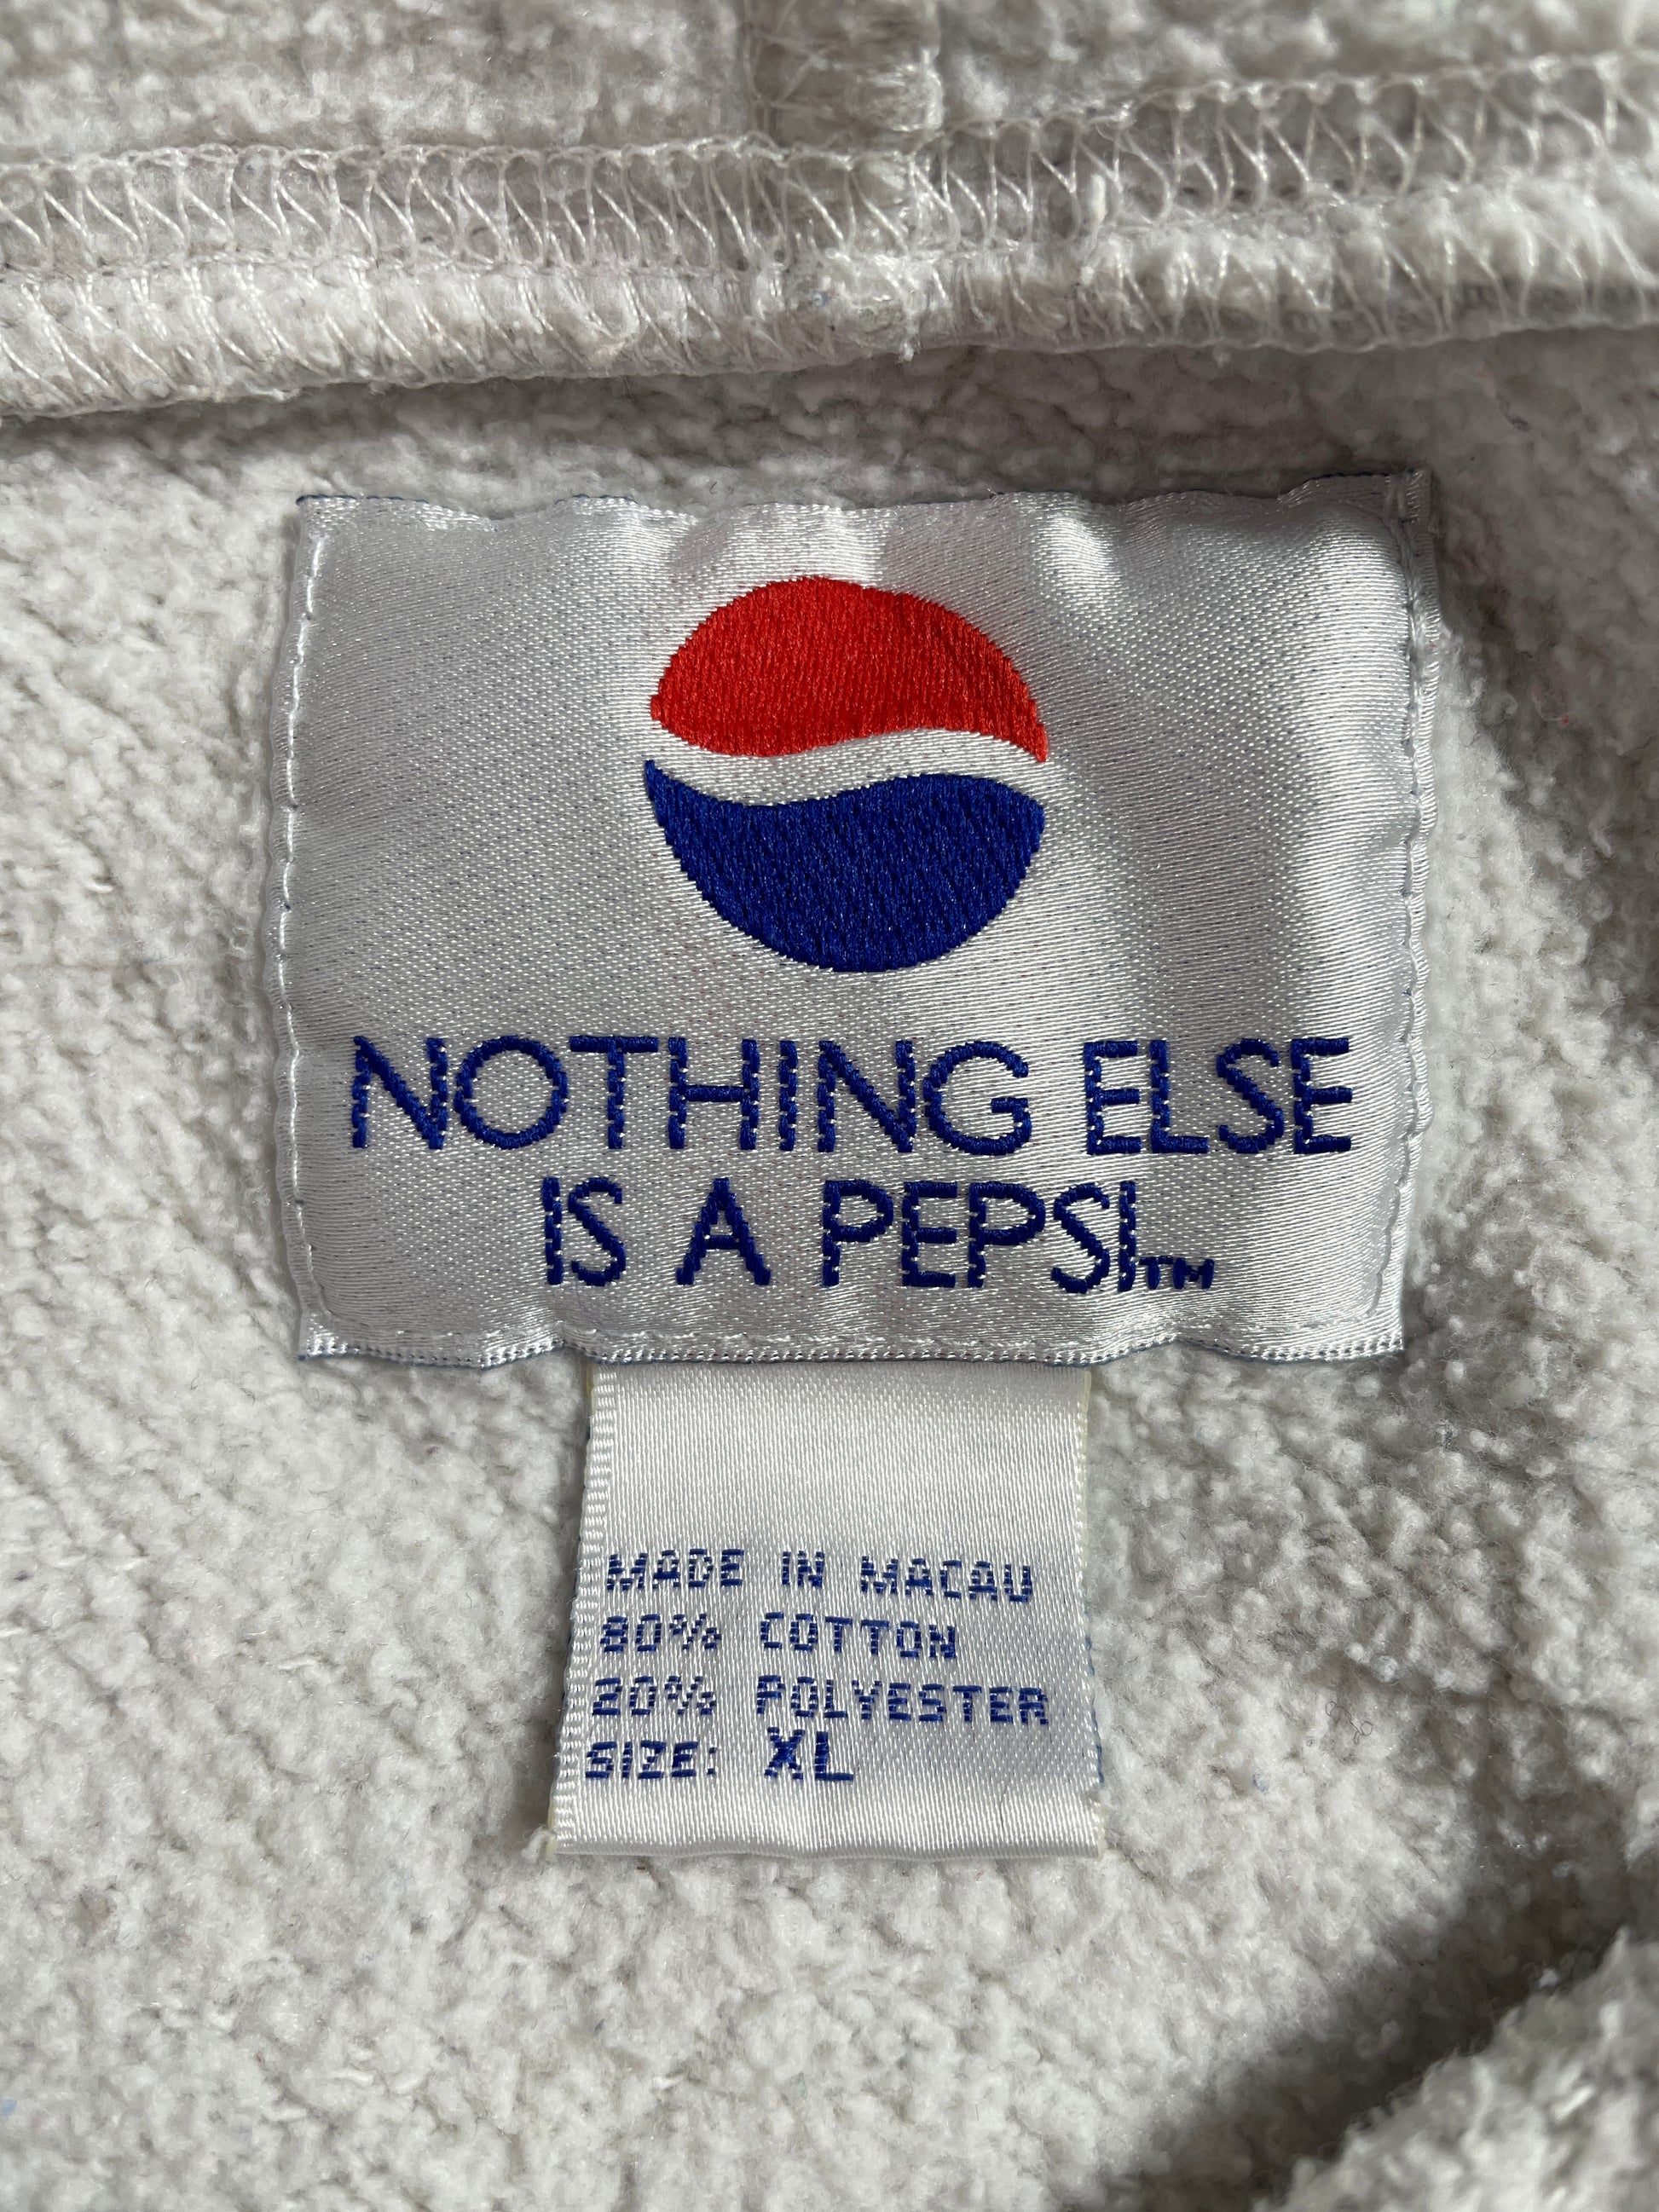 NOTHING ELSE
IS A PEPSI™
MADE IN MACAU
80% COTTON
20% POLYESTER
SIZE: XL